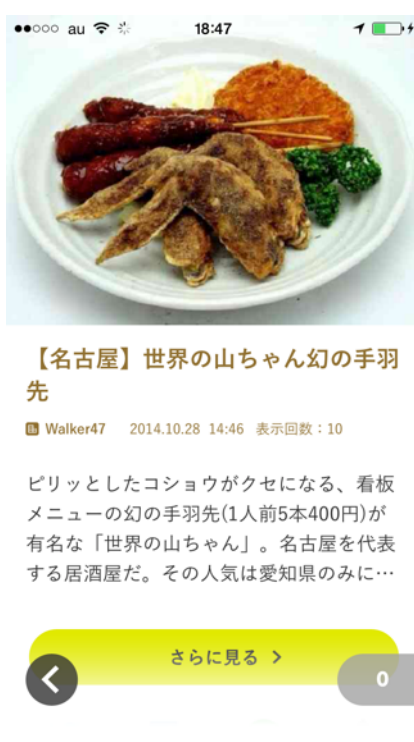 au 18:47
【名古屋】世界の山ちゃん幻の手羽
先
Walker47 2014.10.28 14:46 表示回数：10
ピリッとしたコショウがクセになる、看板
メニューの幻の手羽先(1人前5本400円)が
有名な「世界の山ちゃん」。名古屋を代表
する居酒屋だ。その人気は愛知県のみに…
さらに見る >
0